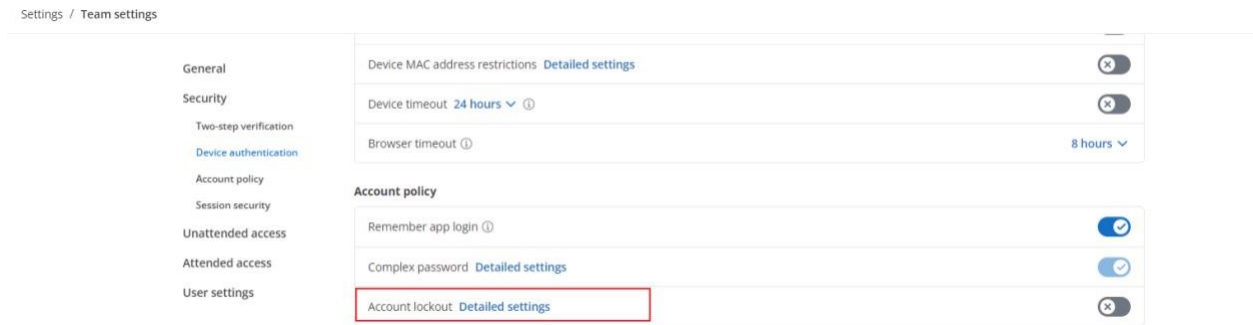 Settings / Team settings
General
Security
Two-step verification
Device authentication
Account policy
Session security
Unattended access
Attended access
User settings
Device MAC address restrictions Detailed settings
Device timeout 24 hours
Browser timeout 8 hours
Account policy
Remember app login
Complex password Detailed settings
Account lockout Detailed settings